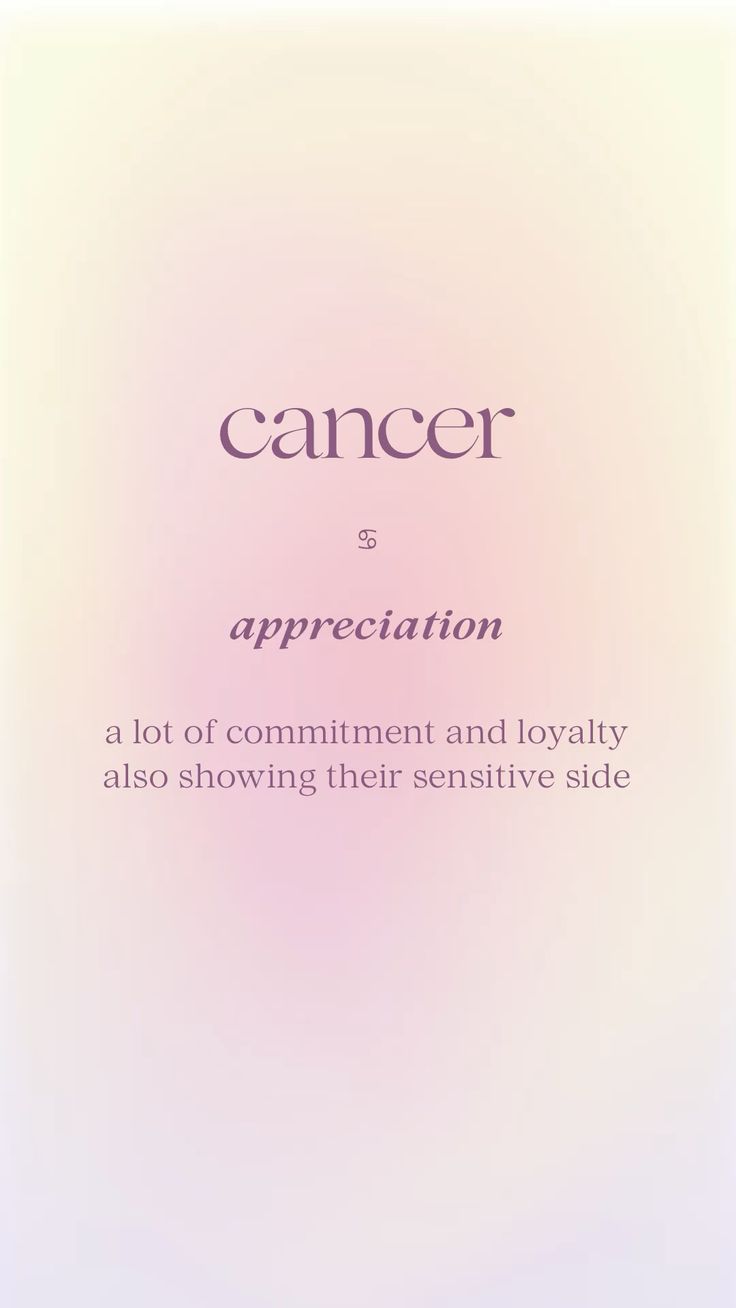 cancer
♋
appreciation
a lot of commitment and loyalty
also showing their sensitive side